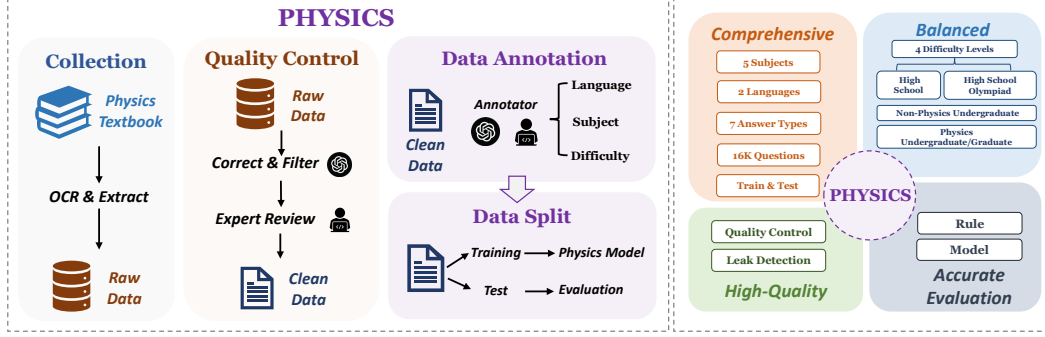 PHYSICS
Collection
Physics
Textbook
OCR & Extract
Raw
Data
Quality Control
Raw
Data
Correct & Filter
Expert Review
Clean
Data
Data Annotation
Clean
Data
Annotator
Language
Subject
Difficulty
Data Split
Training
Physics Model
Test
Evaluation
Comprehensive
5 Subjects
2 Languages
7 Answer Types
16K Questions
Train & Test
Balanced
4 Difficulty Levels
High
School
High School
Olympiad
Non-Physics Undergraduate
Physics
Undergraduate/Graduate
PHYSICS
Quality Control
Leak Detection
High-Quality
Rule
Model
Accurate
Evaluation